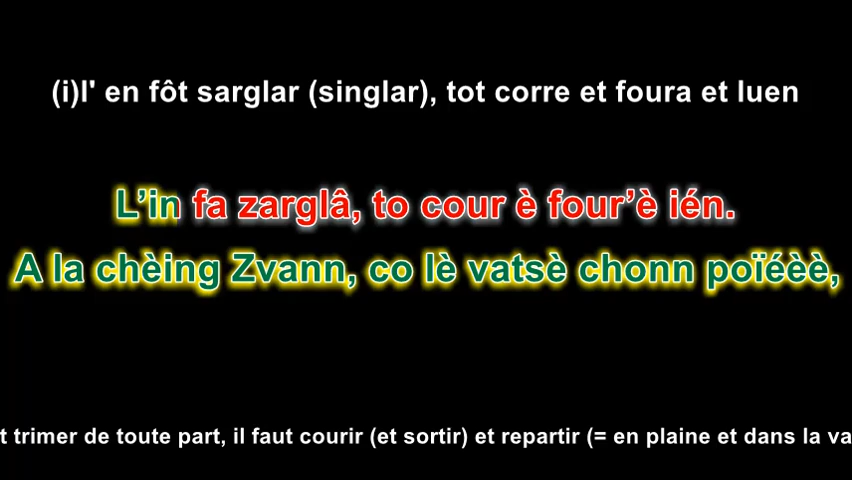 (i)l' en fôt sarglar (singlar), tot corre et foura et luen
L’in fa zarglâ, to cour è four’è ién.
A la chèing Zvann, co lè vatsè chonn poïéèè,
t trimer de toute part, il faut courir (et sortir) et repartir (= en plaine et dans la va